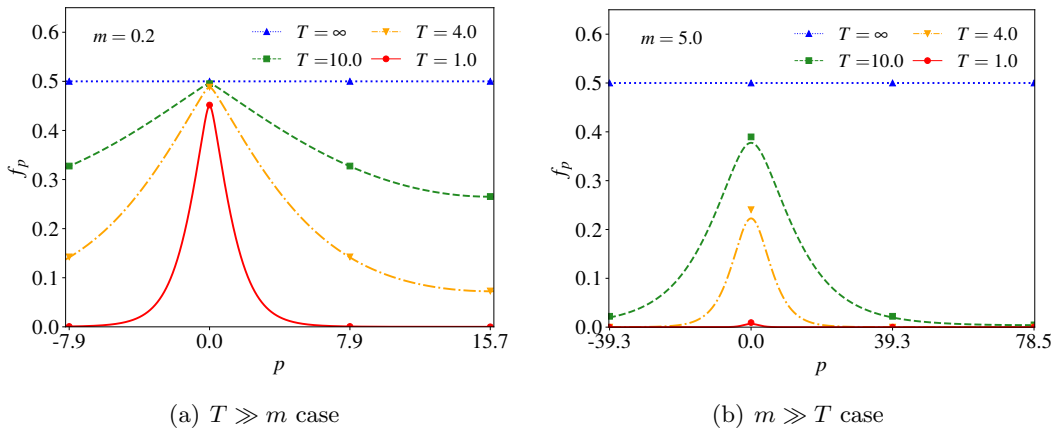 m = 0.2
T = ∞
T = 4.0
T =10.0
T = 1.0
0.6
0.5
0.4
0.3
0.2
0.1
0.0
f_p
-7.9
0.0
7.9
15.7
p
(a) T ≫ m case
m = 5.0
T = ∞
T = 4.0
T =10.0
T = 1.0
0.6
0.5
0.4
0.3
0.2
0.1
0.0
f_p
-39.3
0.0
39.3
78.5
p
(b) m ≫ T case